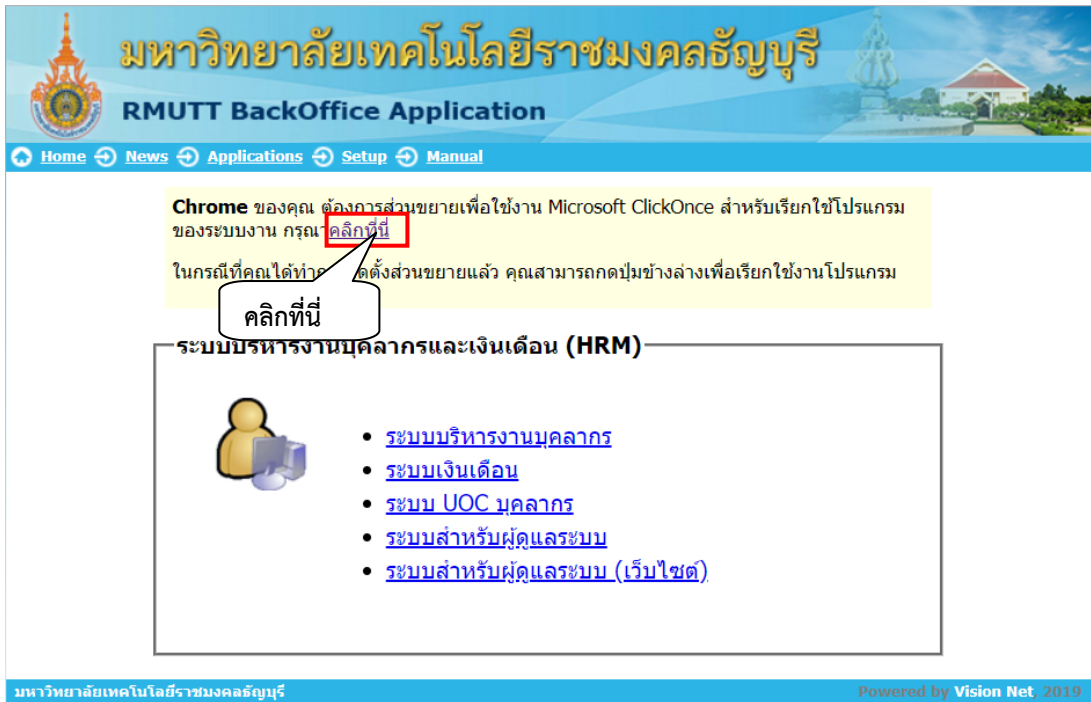 มหาวิทยาลัยเทคโนโลยีราชมงคลธัญบุรี
RMUTT BackOffice Application
Home News Applications Setup Manual
Chrome ของคุณ ต้องการส่วนขยายเพื่อใช้งาน Microsoft ClickOnce สำหรับเรียกใช้โปรแกรม
ของระบบงาน กรุณาคลิกที่นี่
ในกรณีที่คุณได้ทำ ดตั้งส่วนขยายแล้ว คุณสามารถกดปุ่มข้างล่างเพื่อเรียกใช้งานโปรแกรม
คลิกที่นี่
ระบบบริหารงานบุคลากรและเงินเดือน (HRM)
ระบบบริหารงานบุคลากร
ระบบเงินเดือน
ระบบ UOC บุคลากร
ระบบสำหรับผู้ดูแลระบบ
ระบบสำหรับผู้ดูแลระบบ (เว็บไซต์)
มหาวิทยาลัยเทคโนโลยีราชมงคลธัญบุรี
Powered by Vision Net, 2019